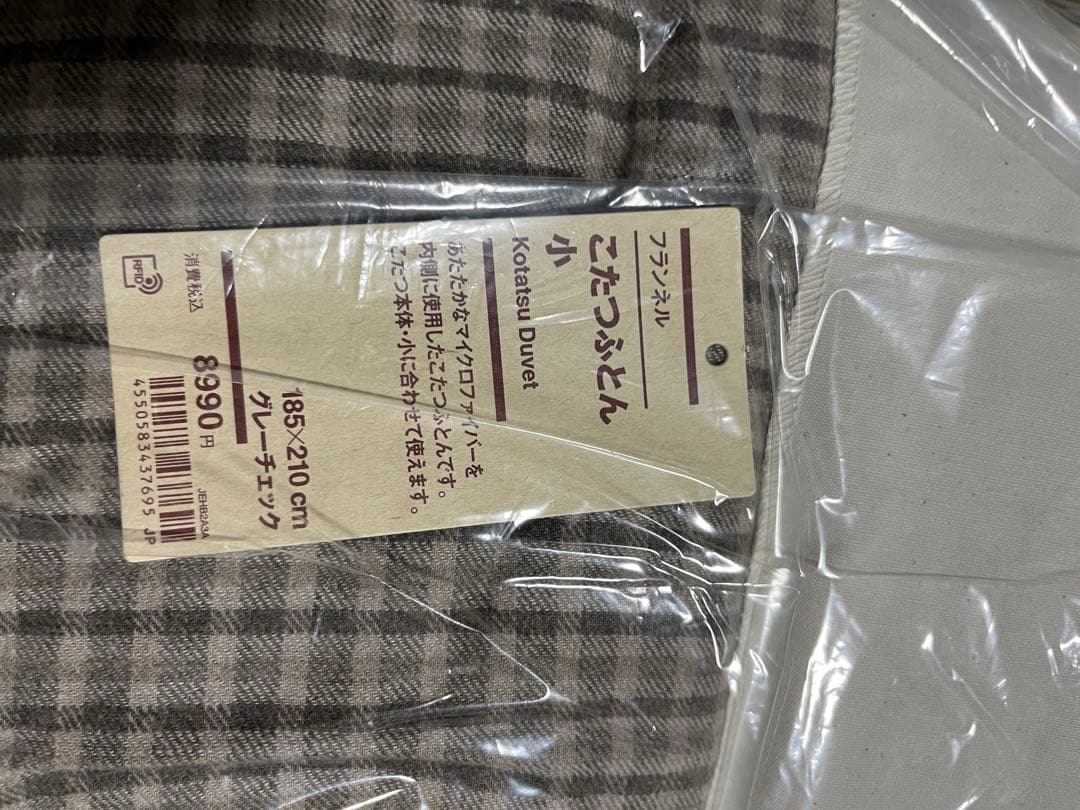 フランネル
こたつふとん
小
Kotatsu Duvet
あたたかなマイクロファイバーを
内側に使用したこたつふとんです。
こたつ本体・小に合わせて使えます。
185×210 cm
グレーチェック
消費税込 8990円
JEHB2A3A
4550583437695 JP
RFID